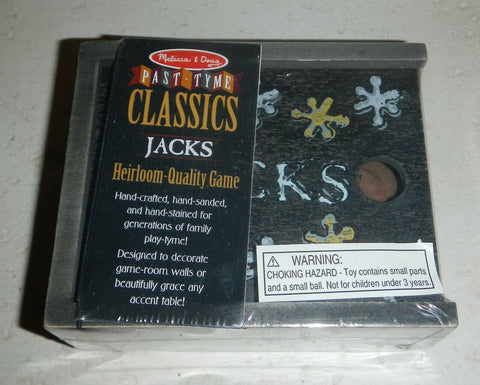 Melissa & Doug
PAST-TYME
CLASSICS
JACKS
Heirloom-Quality Game
Hand-crafted, hand-sanded,
and hand-stained for
generations of family
play-tyme!
Designed to decorate
game-room walls or
beautifully grace any
accent table!
CKS
WARNING:
CHOKING HAZARD - Toy contains small parts
and a small ball. Not for children under 3 years.